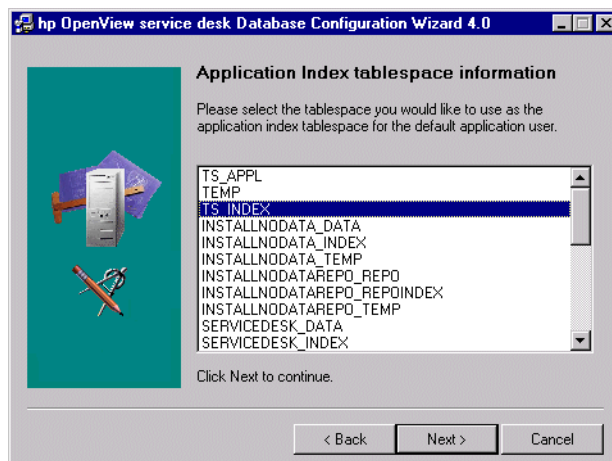 hp OpenView service desk Database Configuration Wizard 4.0
Application Index tablespace information
Please select the tablespace you would like to use as the
application index tablespace for the default application user.
TS_APPL
TEMP
TS_INDEX
INSTALLNODATA_DATA
INSTALLNODATA_INDEX
INSTALLNODATA_TEMP
INSTALLNODATAREPO_REPO
INSTALLNODATAREPO_REPOINDEX
INSTALLNODATAREPO_TEMP
SERVICEDESK_DATA
SERVICEDESK_INDEX
Click Next to continue.
< Back Next > Cancel